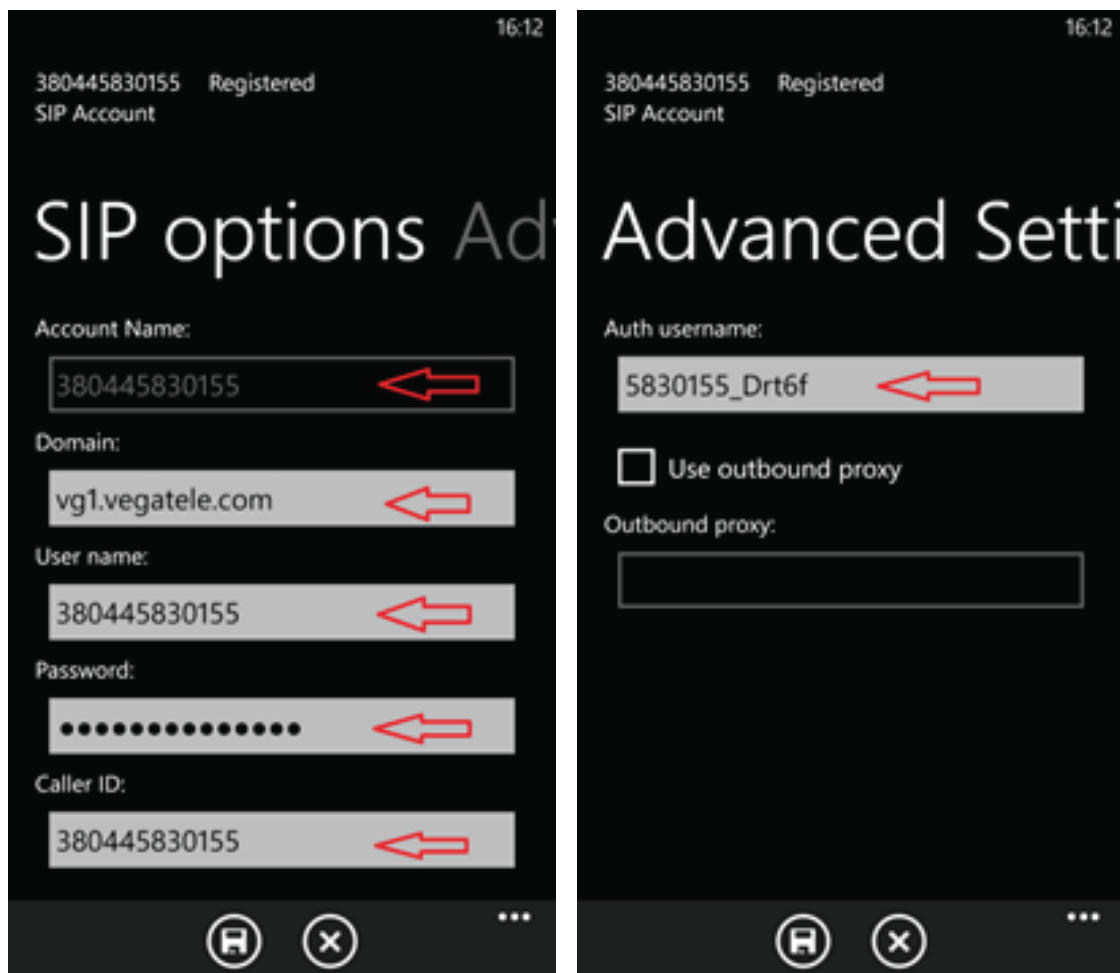 16:12
380445830155 Registered
SIP Account
SIP options Ad
Account Name:
380445830155
Domain:
vg1.vegatele.com
User name:
380445830155
Password:
••••••••••••••
Caller ID:
380445830155
16:12
380445830155 Registered
SIP Account
Advanced Setti
Auth username:
5830155_Drt6f
Use outbound proxy
Outbound proxy: